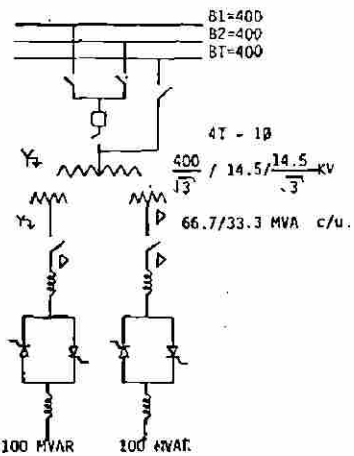 B1=400
B2=400
BT=400
4T - 1Ø
400/√3 / 14.5/ 14.5/√3 KV
66.7/33.3 MVA c/u.
100 MVAR 100 MVAR